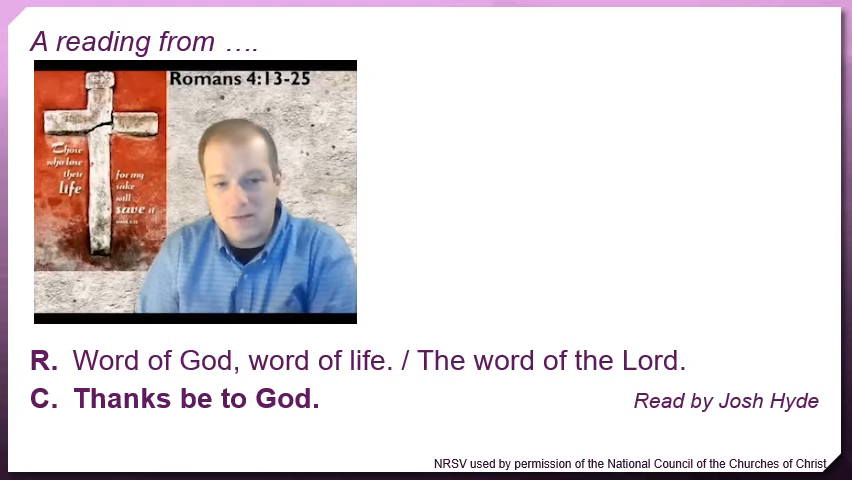 A reading from ….
Romans 4:13-25
Those
who lose
their
life
for my
sake
will
save it
R. Word of God, word of life. / The word of the Lord.
C. Thanks be to God.
Read by Josh Hyde
NRSV used by permission of the National Council of the Churches of Christ